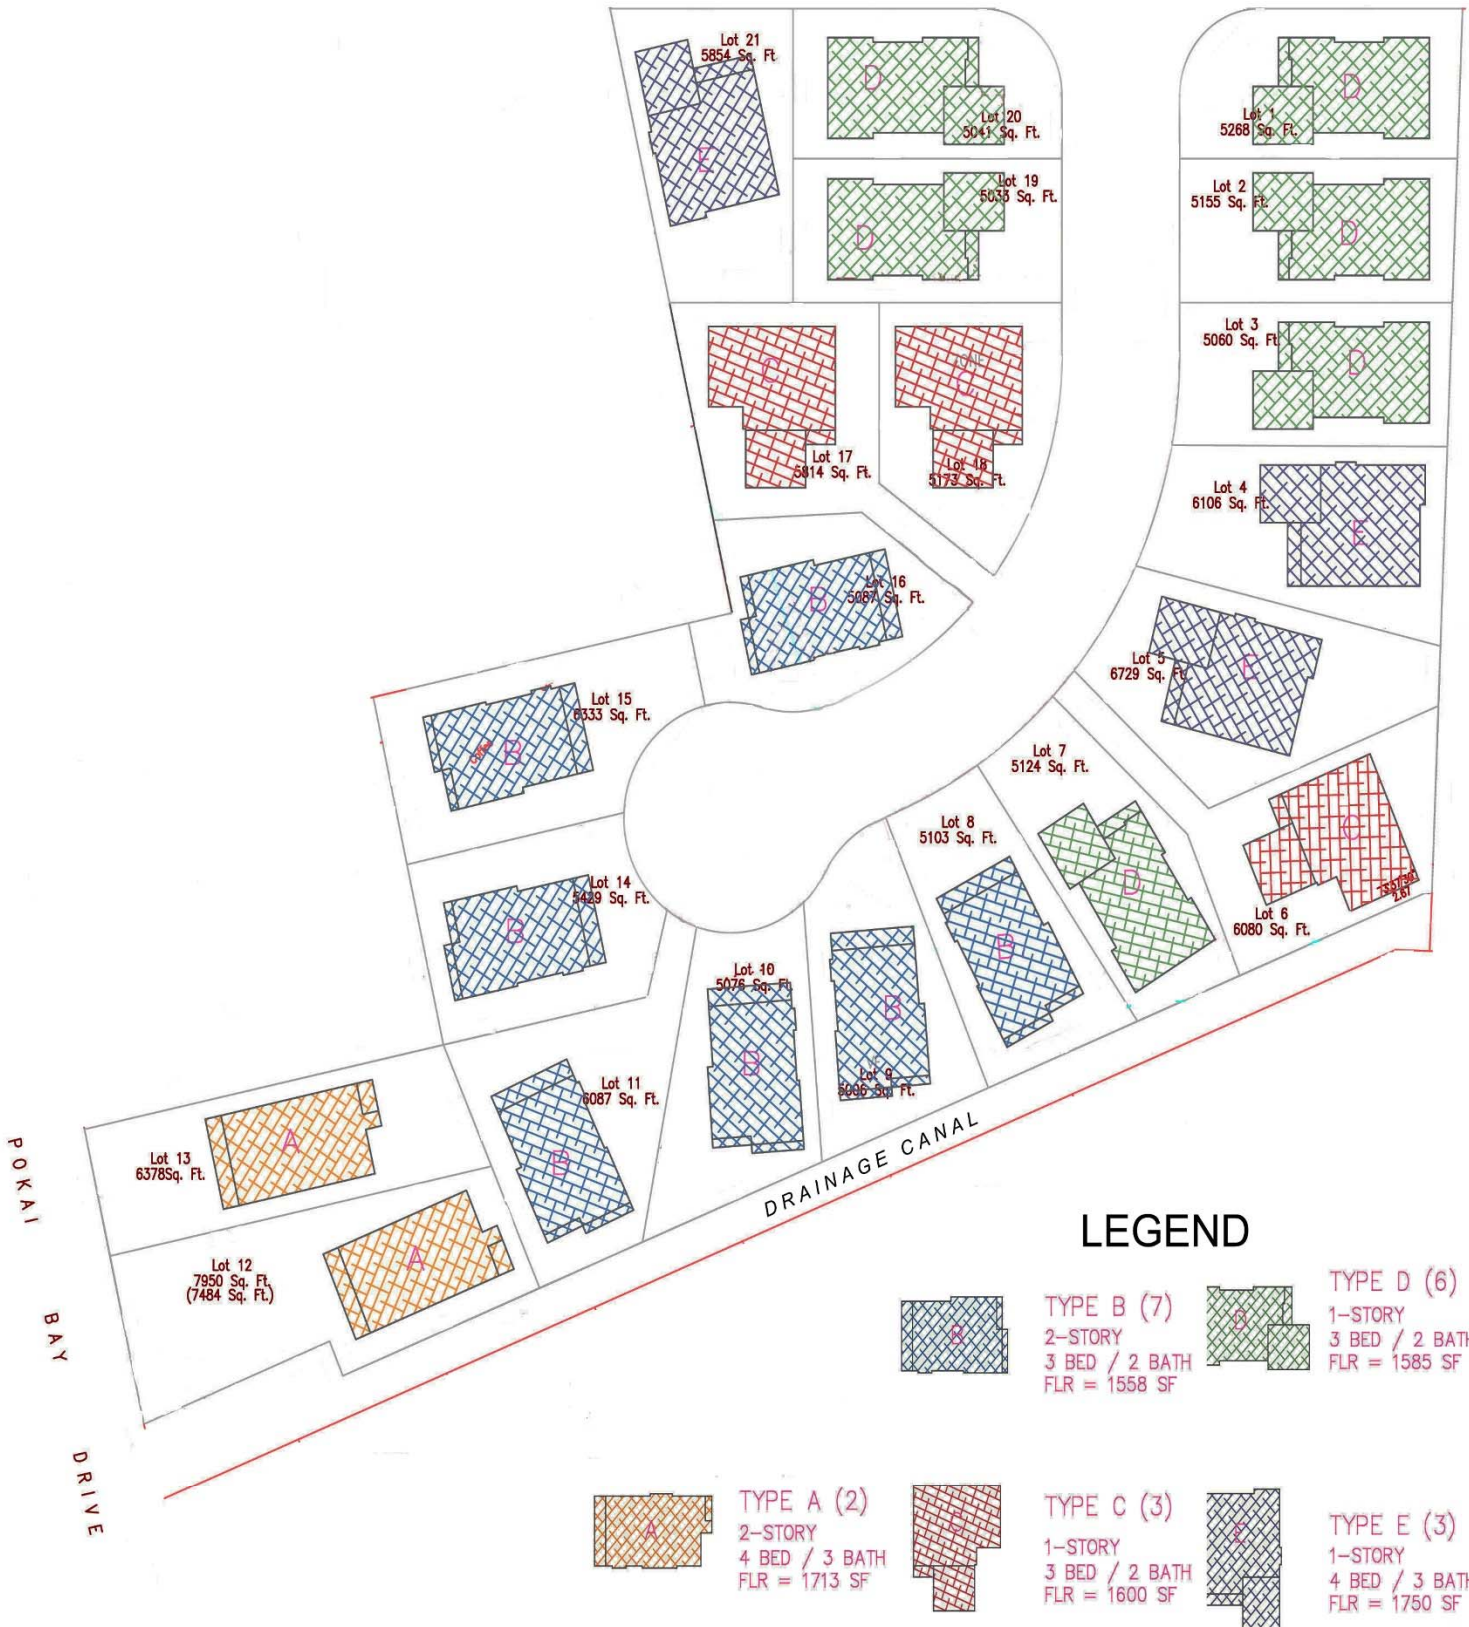 Lot 21
5854 Sq. Ft.
E
D
Lot 20
5041 Sq. Ft.
D
Lot 1
5268 Sq. Ft.
D
Lot 19
5033 Sq. Ft.
Lot 2
5155 Sq. Ft.
D
C
Lot 17
5814 Sq. Ft.
C
Lot 18
5173 Sq. Ft.
Lot 3
5060 Sq. Ft.
D
Lot 4
6106 Sq. Ft.
E
B
Lot 16
5087 Sq. Ft.
Lot 5
6729 Sq. Ft.
E
Lot 15
6333 Sq. Ft.
B
Lot 7
5124 Sq. Ft.
D
Lot 8
5103 Sq. Ft.
B
C
Lot 6
6080 Sq. Ft.
2.67
Lot 14
5429 Sq. Ft.
B
Lot 10
5076 Sq. Ft.
B
B
Lot 9
5006 Sq. Ft.
Lot 11
6087 Sq. Ft.
B
Lot 13
6378Sq. Ft.
A
Lot 12
7950 Sq. Ft.
(7484 Sq. Ft.)
A
DRAINAGE CANAL
POKAI BAY DRIVE
LEGEND
B
TYPE B (7)
2-STORY
3 BED / 2 BATH
FLR = 1558 SF
D
TYPE D (6)
1-STORY
3 BED / 2 BATH
FLR = 1585 SF
A
TYPE A (2)
2-STORY
4 BED / 3 BATH
FLR = 1713 SF
C
TYPE C (3)
1-STORY
3 BED / 2 BATH
FLR = 1600 SF
E
TYPE E (3)
1-STORY
4 BED / 3 BATH
FLR = 1750 SF